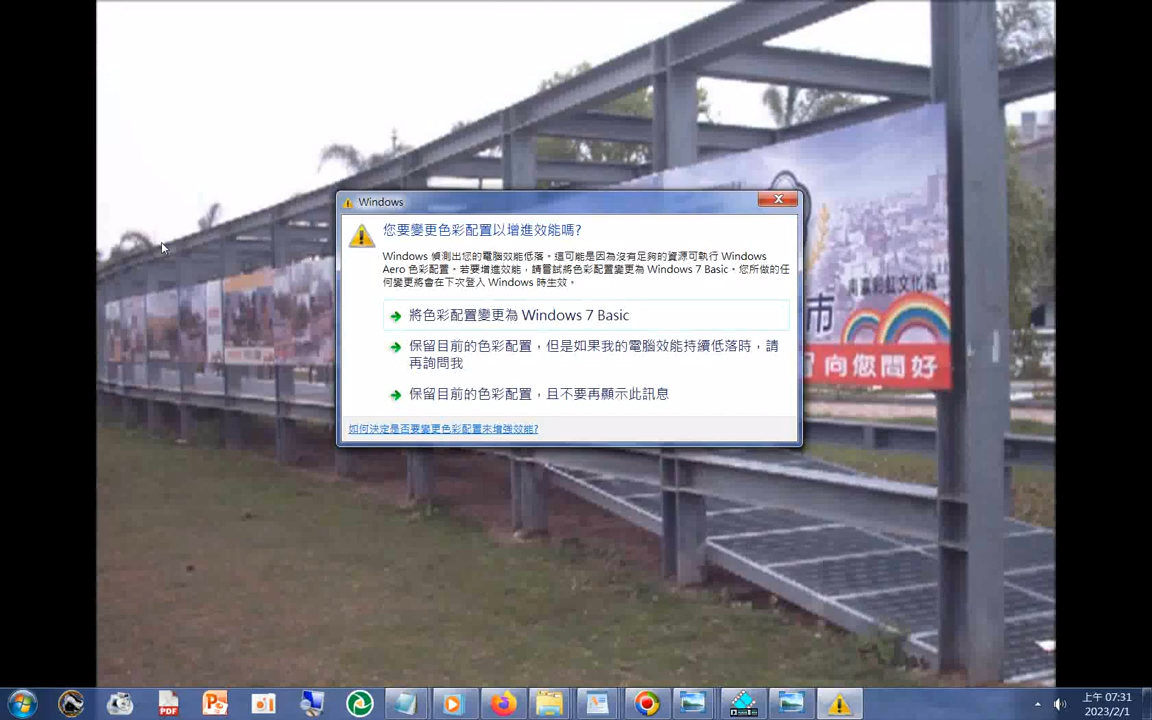 Windows
您要變更色彩配置以增進效能嗎?
Windows 偵測出您的電腦效能低落。這可能是因為沒有足夠的資源可執行 Windows
Aero 色彩配置。若要增進效能，請嘗試將色彩配置變更為 Windows 7 Basic。您所做的任
何變更將會在下次登入 Windows 時生效。
將色彩配置變更為 Windows 7 Basic
保留目前的色彩配置，但是如果我的電腦效能持續低落時，請
再詢問我
保留目前的色彩配置，且不要再顯示此訊息
如何決定是否要變更色彩配置來增強效能?
市
向您問好
PDF
上午 07:31
2023/2/1